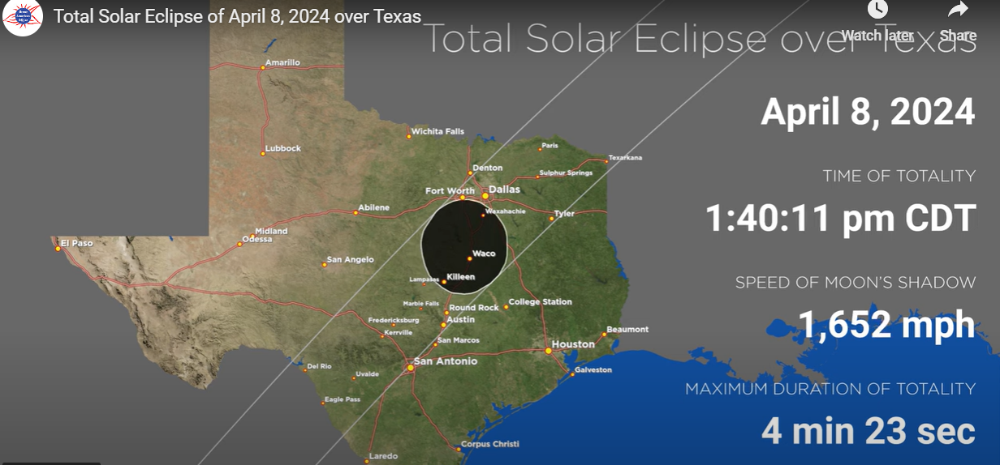 Total Solar Eclipse of April 8, 2024 over Texas
Watch later
Share
Total Solar Eclipse over Texas
April 8, 2024
TIME OF TOTALITY
1:40:11 pm CDT
SPEED OF MOON'S SHADOW
1,652 mph
MAXIMUM DURATION OF TOTALITY
4 min 23 sec
Amarillo
Lubbock
Wichita Falls
Paris
Texarkana
Denton
Sulphur Springs
Fort Worth
Dallas
Abilene
Waxahachie
Tyler
Midland
Odessa
El Paso
San Angelo
Waco
Lampasas
Killeen
Marble Falls
Round Rock
College Station
Fredericksburg
Austin
Kerrville
Beaumont
San Marcos
Houston
San Antonio
Del Rio
Uvalde
Galveston
Eagle Pass
Corpus Christi
Laredo